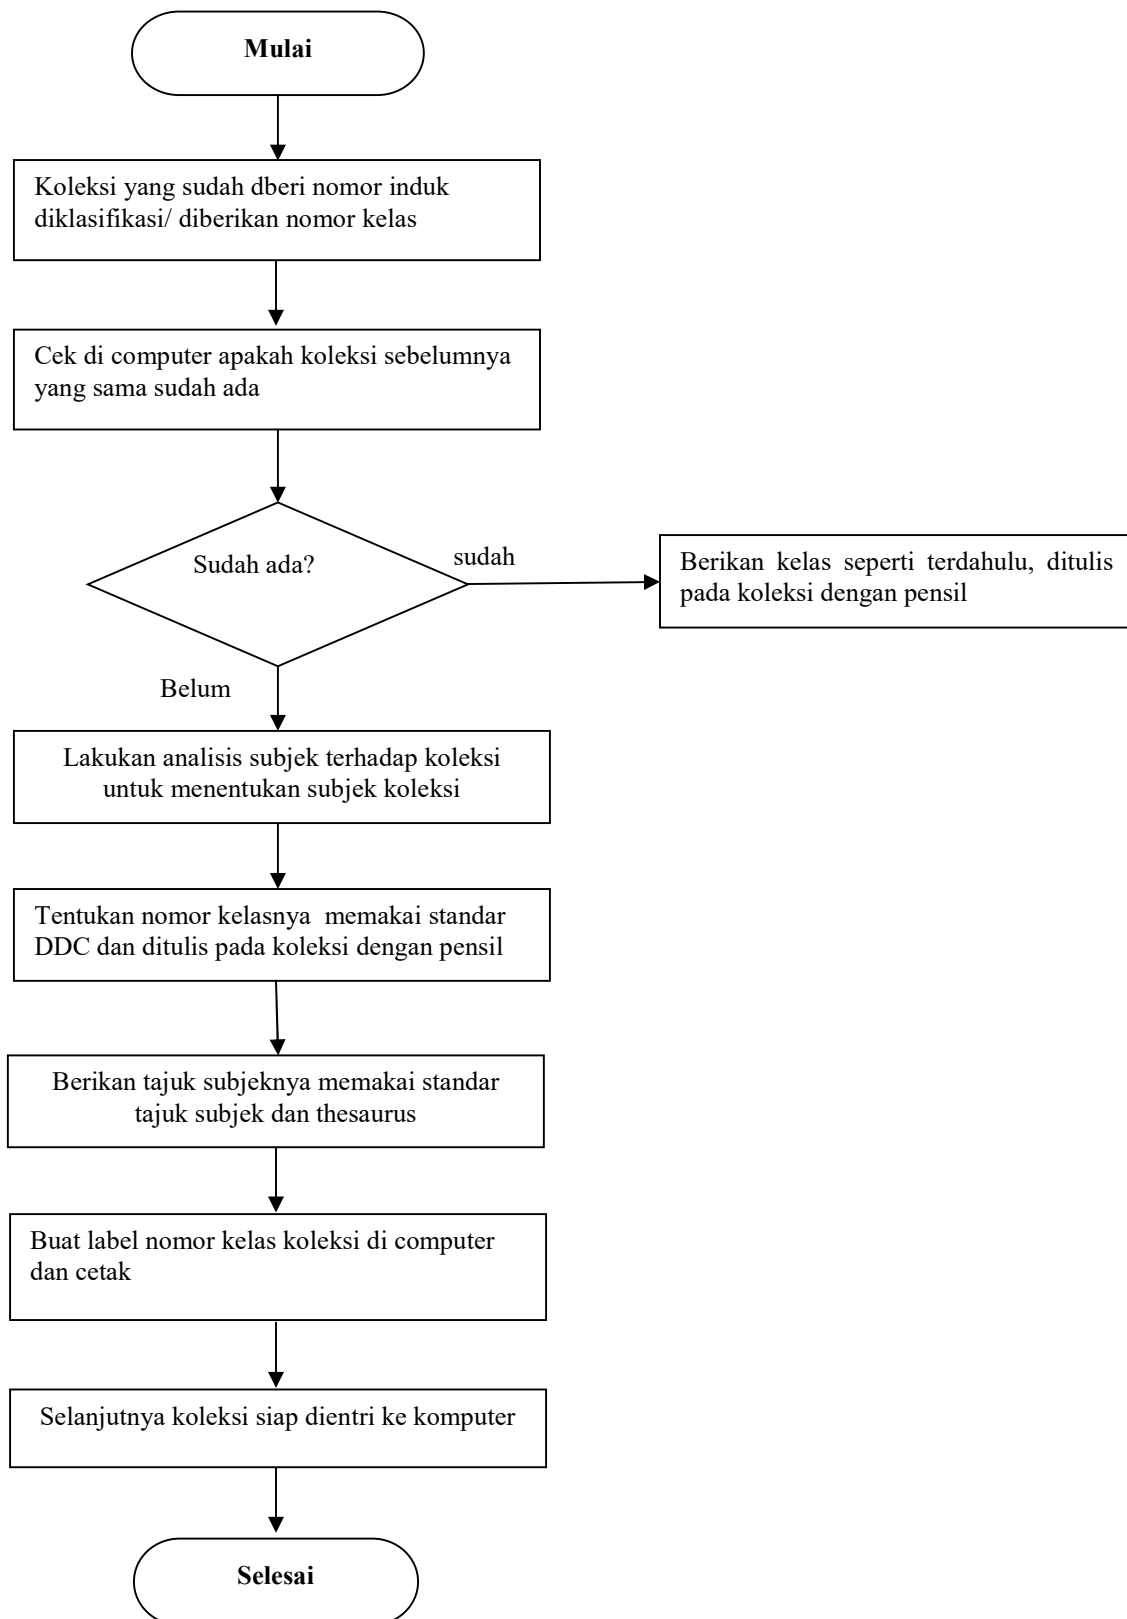 Mulai
Koleksi yang sudah dberi nomor induk
diklasifikasi/ diberikan nomor kelas
Cek di computer apakah koleksi sebelumnya
yang sama sudah ada
Sudah ada?
sudah
Berikan kelas seperti terdahulu, ditulis
pada koleksi dengan pensil
Belum
Lakukan analisis subjek terhadap koleksi
untuk menentukan subjek koleksi
Tentukan nomor kelasnya memakai standar
DDC dan ditulis pada koleksi dengan pensil
Berikan tajuk subjeknya memakai standar
tajuk subjek dan thesaurus
Buat label nomor kelas koleksi di computer
dan cetak
Selanjutnya koleksi siap dientri ke komputer
Selesai